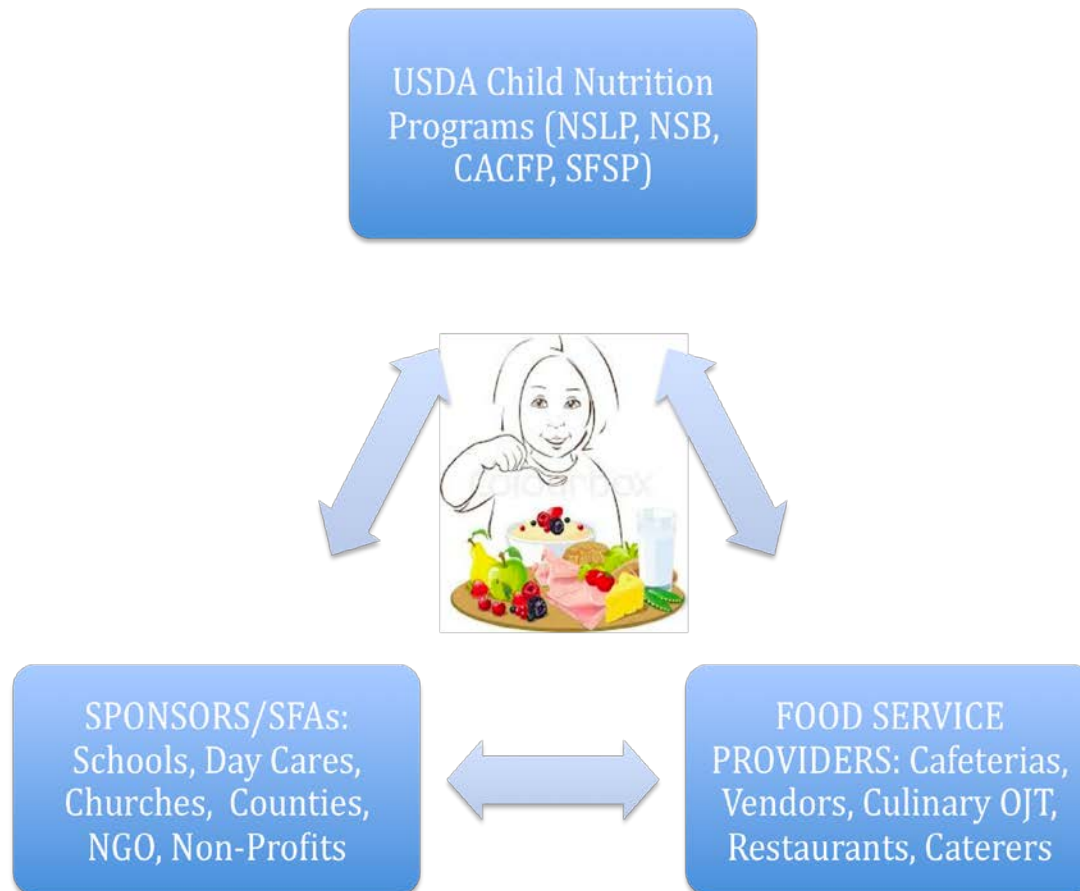 USDA Child Nutrition
Programs (NSLP, NSB,
CACFP, SFSP)
colourbox
SPONSORS/SFAs:
Schools, Day Cares,
Churches, Counties,
NGO, Non-Profits
FOOD SERVICE
PROVIDERS: Cafeterias,
Vendors, Culinary OJT,
Restaurants, Caterers